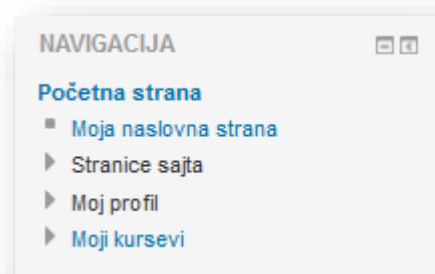 NAVIGACIJA
Početna strana
Moja naslovna strana
Stranice sajta
Moj profil
Moji kursevi